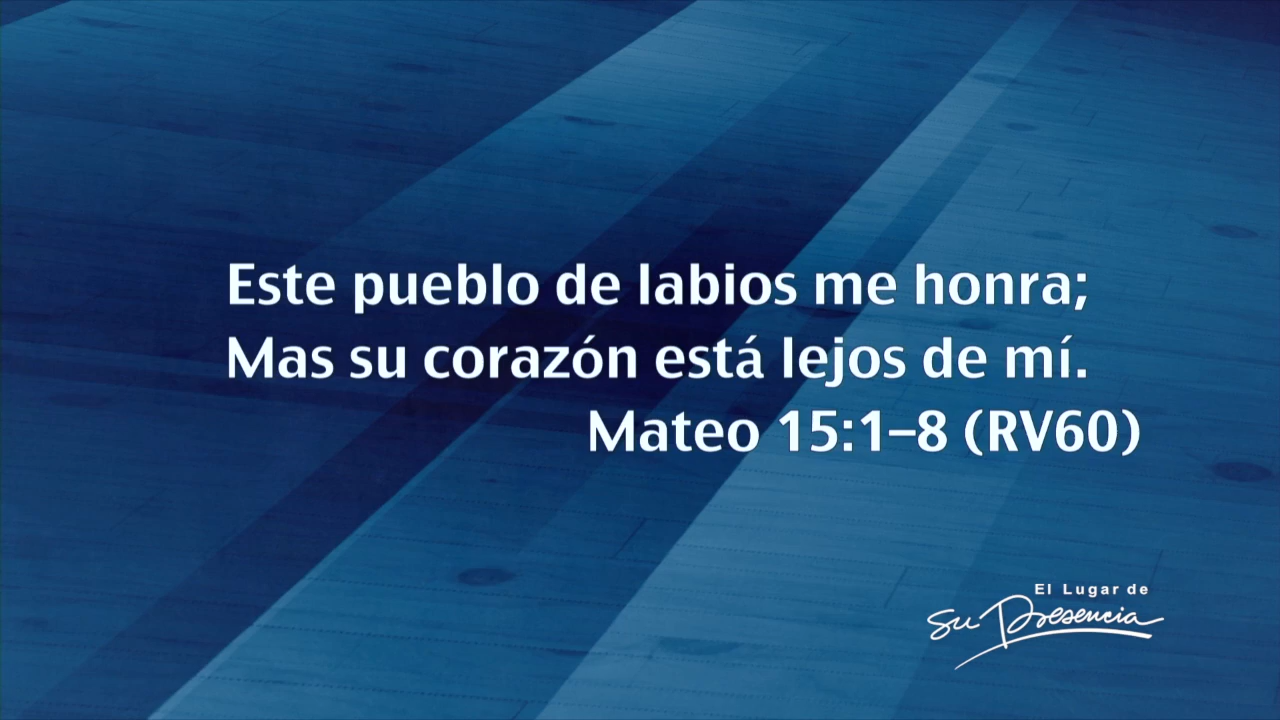 Este pueblo de labios me honra;
Mas su corazón está lejos de mí.
Mateo 15:1–8 (RV60)
El Lugar de
Su Presencia